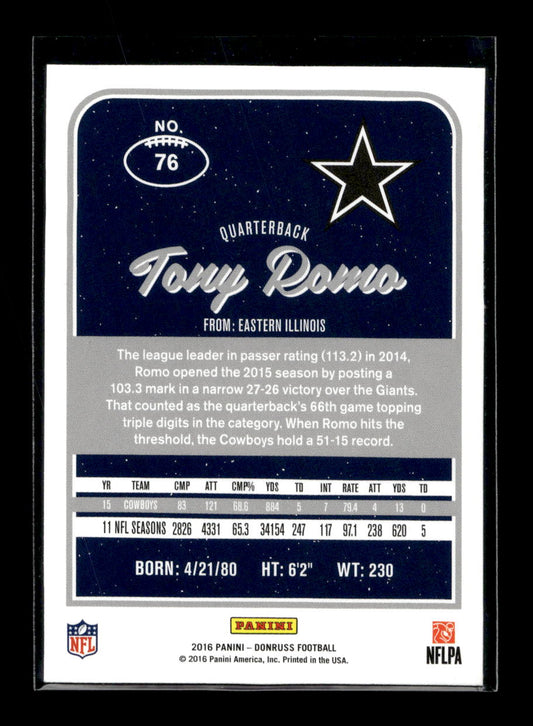 NO.
76
QUARTERBACK
Tony Romo
FROM: EASTERN ILLINOIS
The league leader in passer rating (113.2) in 2014,
Romo opened the 2015 season by posting a
103.3 mark in a narrow 27-26 victory over the Giants.
That counted as the quarterback's 66th game topping
triple digits in the category. When Romo hits the
threshold, the Cowboys hold a 51-15 record.
YR TEAM CMP ATT CMP% YDS TD INT RATE ATT YDS TD
15 COWBOYS 83 121 68.6 884 5 7 79.4 4 13 0
11 NFL SEASONS 2826 4331 65.3 34154 247 117 97.1 238 620 5
BORN: 4/21/80 HT: 6'2" WT: 230
PANINI
NFL
2016 PANINI – DONRUSS FOOTBALL
© 2016 Panini America, Inc. Printed in the USA.
NFLPA